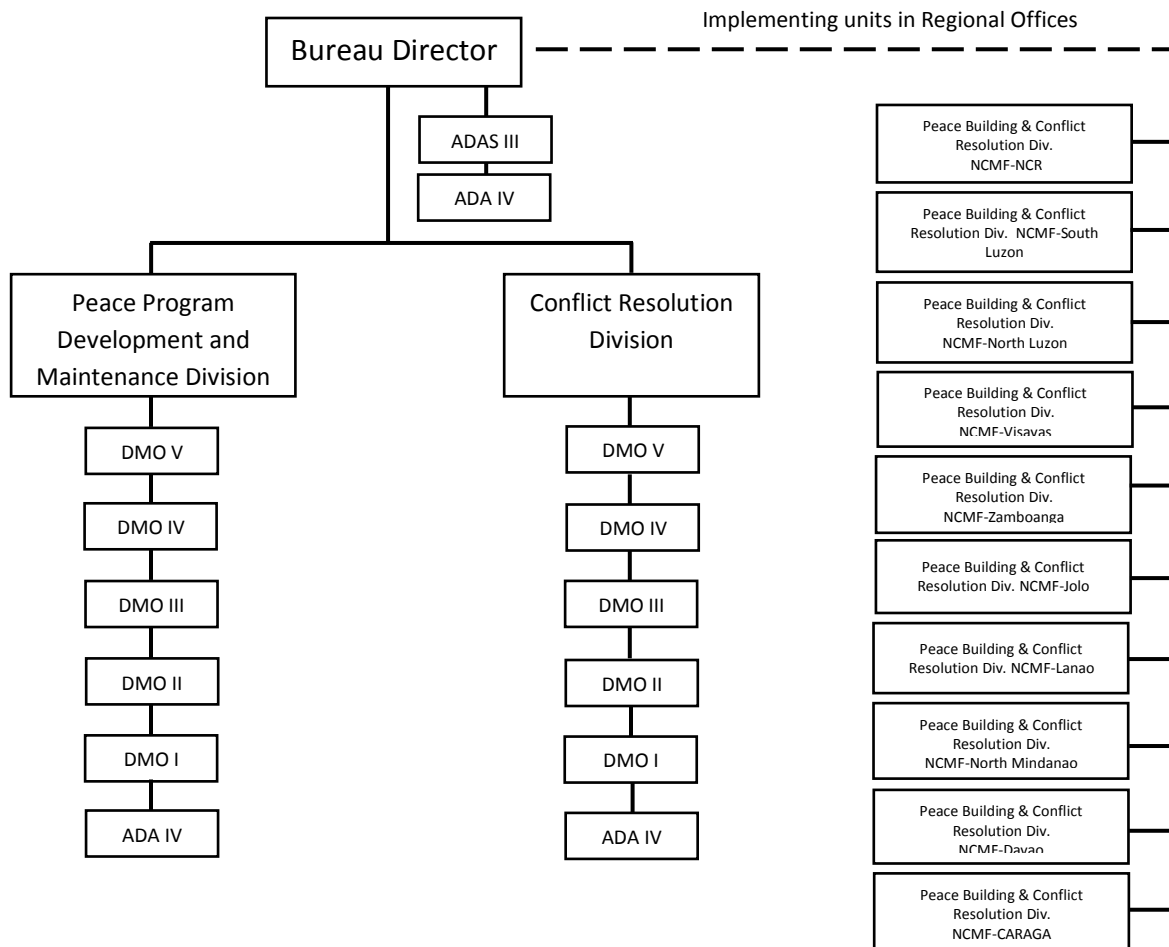 Implementing units in Regional Offices
Bureau Director
ADAS III
ADA IV
Peace Program
Development and
Maintenance Division
DMO V
DMO IV
DMO III
DMO II
DMO I
ADA IV
Conflict Resolution
Division
DMO V
DMO IV
DMO III
DMO II
DMO I
ADA IV
Peace Building & Conflict
Resolution Div.
NCMF-NCR
Peace Building & Conflict
Resolution Div. NCMF-South
Luzon
Peace Building & Conflict
Resolution Div.
NCMF-North Luzon
Peace Building & Conflict
Resolution Div.
NCMF-Visayas
Peace Building & Conflict
Resolution Div.
NCMF-Zamboanga
Peace Building & Conflict
Resolution Div. NCMF-Jolo
Peace Building & Conflict
Resolution Div. NCMF-Lanao
Peace Building & Conflict
Resolution Div.
NCMF-North Mindanao
Peace Building & Conflict
Resolution Div.
NCMF-Davao
Peace Building & Conflict
Resolution Div.
NCMF-CARAGA